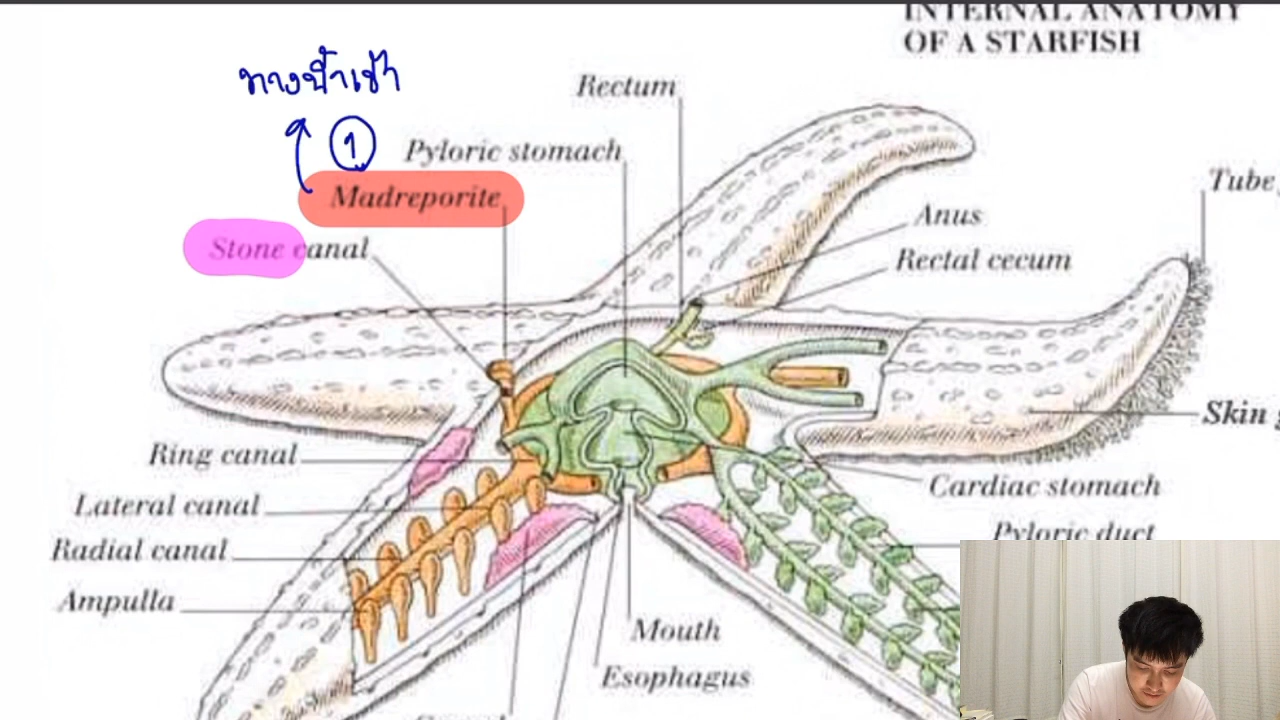 INTERNAL ANATOMY
OF A STARFISH
ทางน้ำเข้า
1
Rectum
Pyloric stomach
Madreporite
Stone canal
Tube
Anus
Rectal cecum
Skin
Ring canal
Lateral canal
Radial canal
Ampulla
Cardiac stomach
Pyloric duct
Mouth
Esophagus